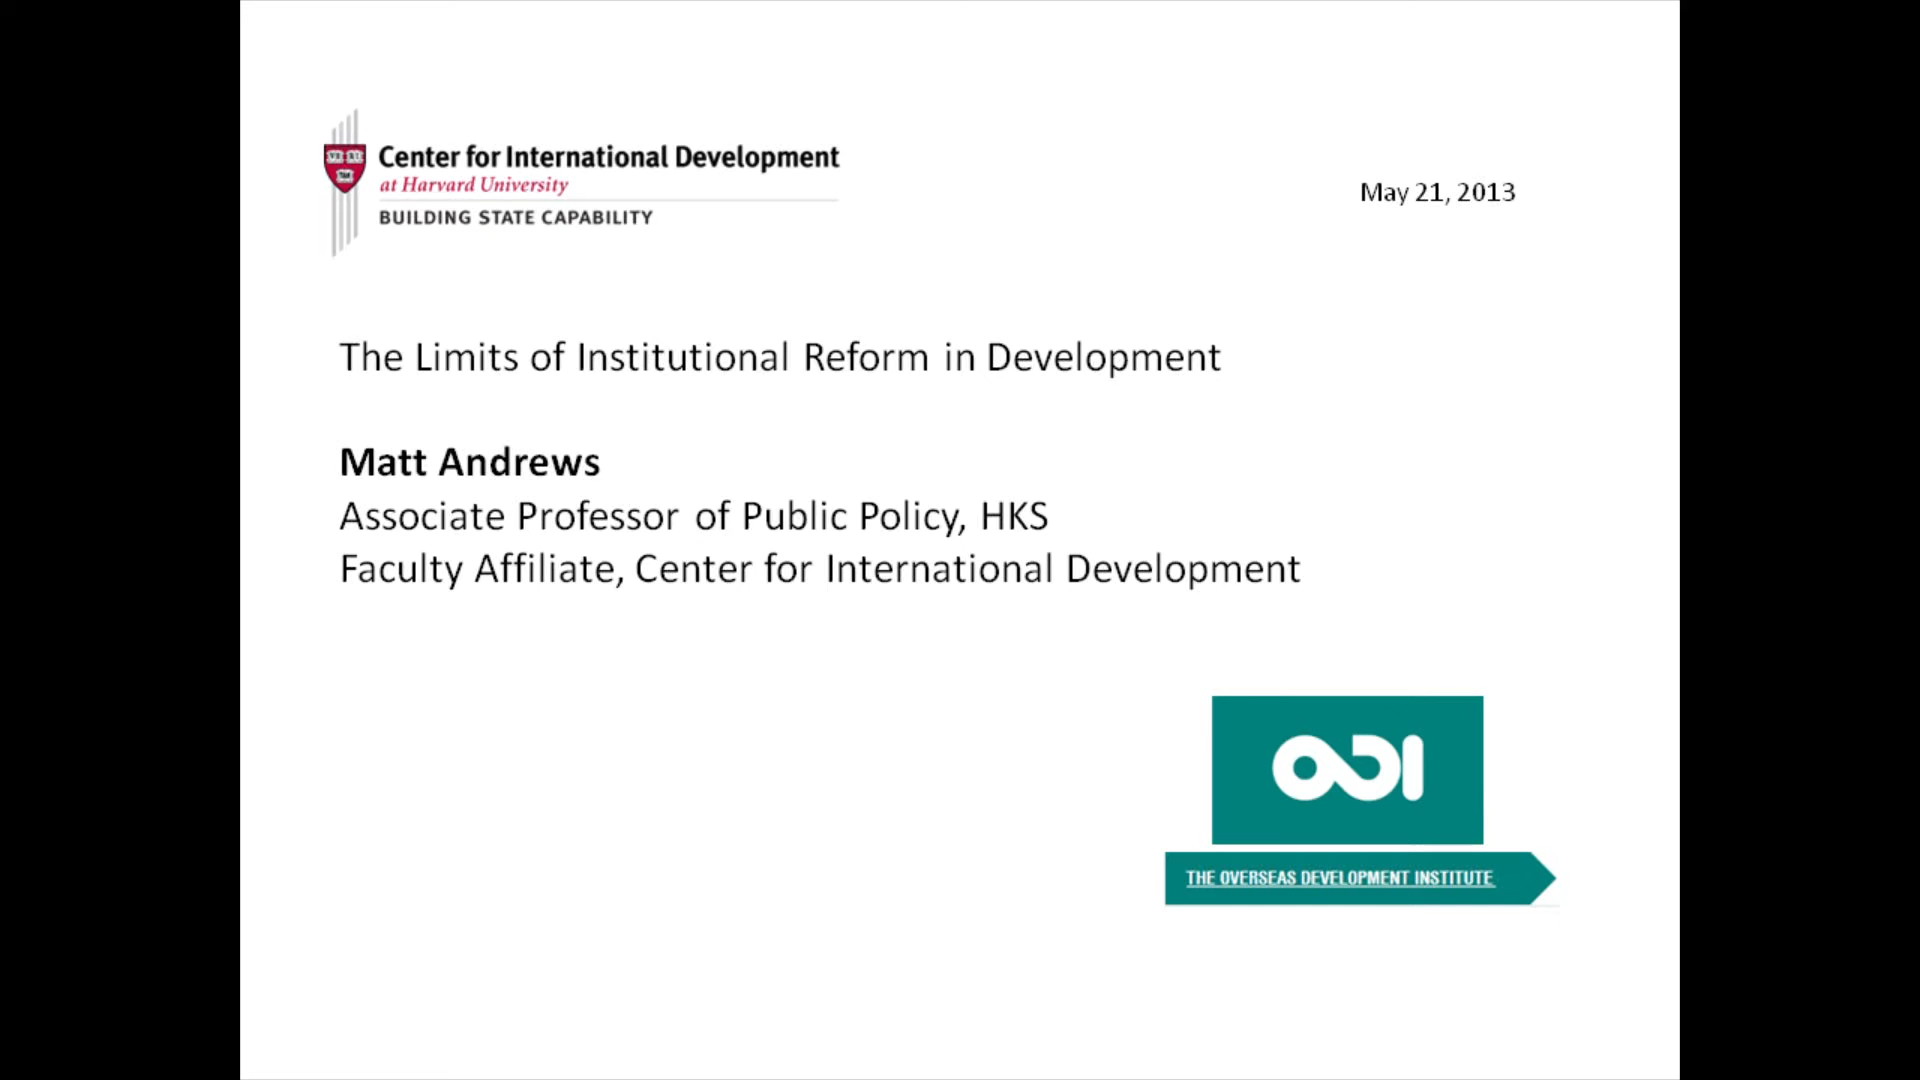 Center for International Development
at Harvard University
BUILDING STATE CAPABILITY
May 21, 2013
The Limits of Institutional Reform in Development
Matt Andrews
Associate Professor of Public Policy, HKS
Faculty Affiliate, Center for International Development
ODI
THE OVERSEAS DEVELOPMENT INSTITUTE